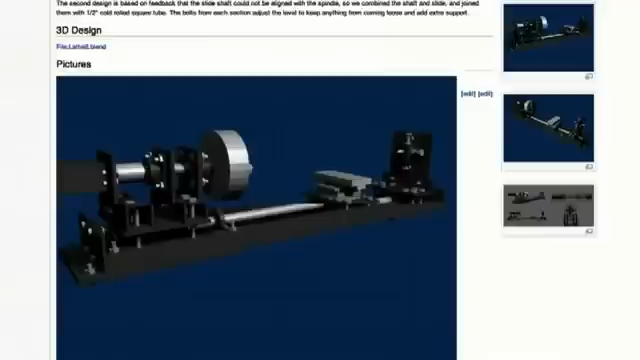 The second design is based on feedback that the slide shaft could not be aligned with the spindle, so we combined the shaft and slide, and joined
them with 1/2" cold rolled square tube. The bolts from each section adjust the level to keep anything from coming loose and add extra support.
3D Design
File:Lathe8.blend
Pictures
[edit] [edit]